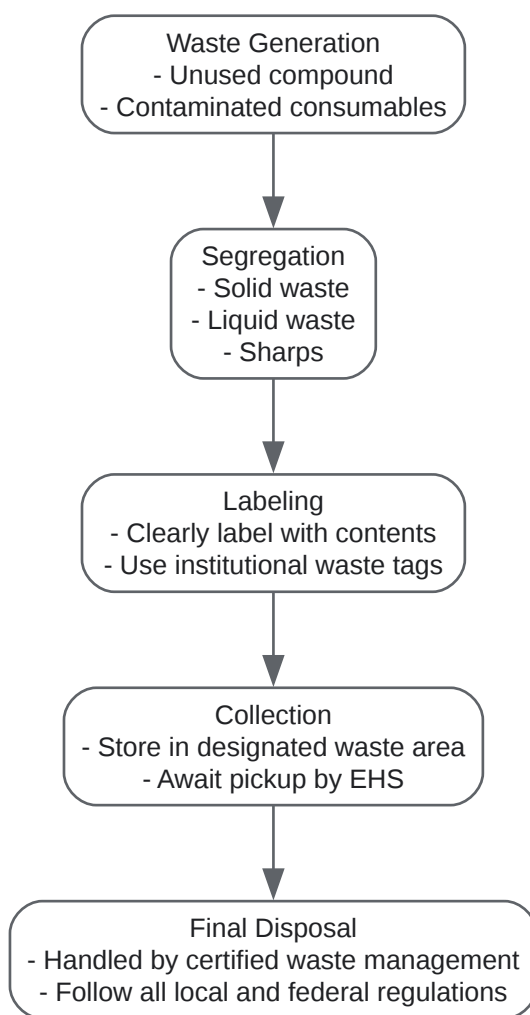 Waste Generation
- Unused compound
- Contaminated consumables
Segregation
- Solid waste
- Liquid waste
- Sharps
Labeling
- Clearly label with contents
- Use institutional waste tags
Collection
- Store in designated waste area
- Await pickup by EHS
Final Disposal
- Handled by certified waste management
- Follow all local and federal regulations